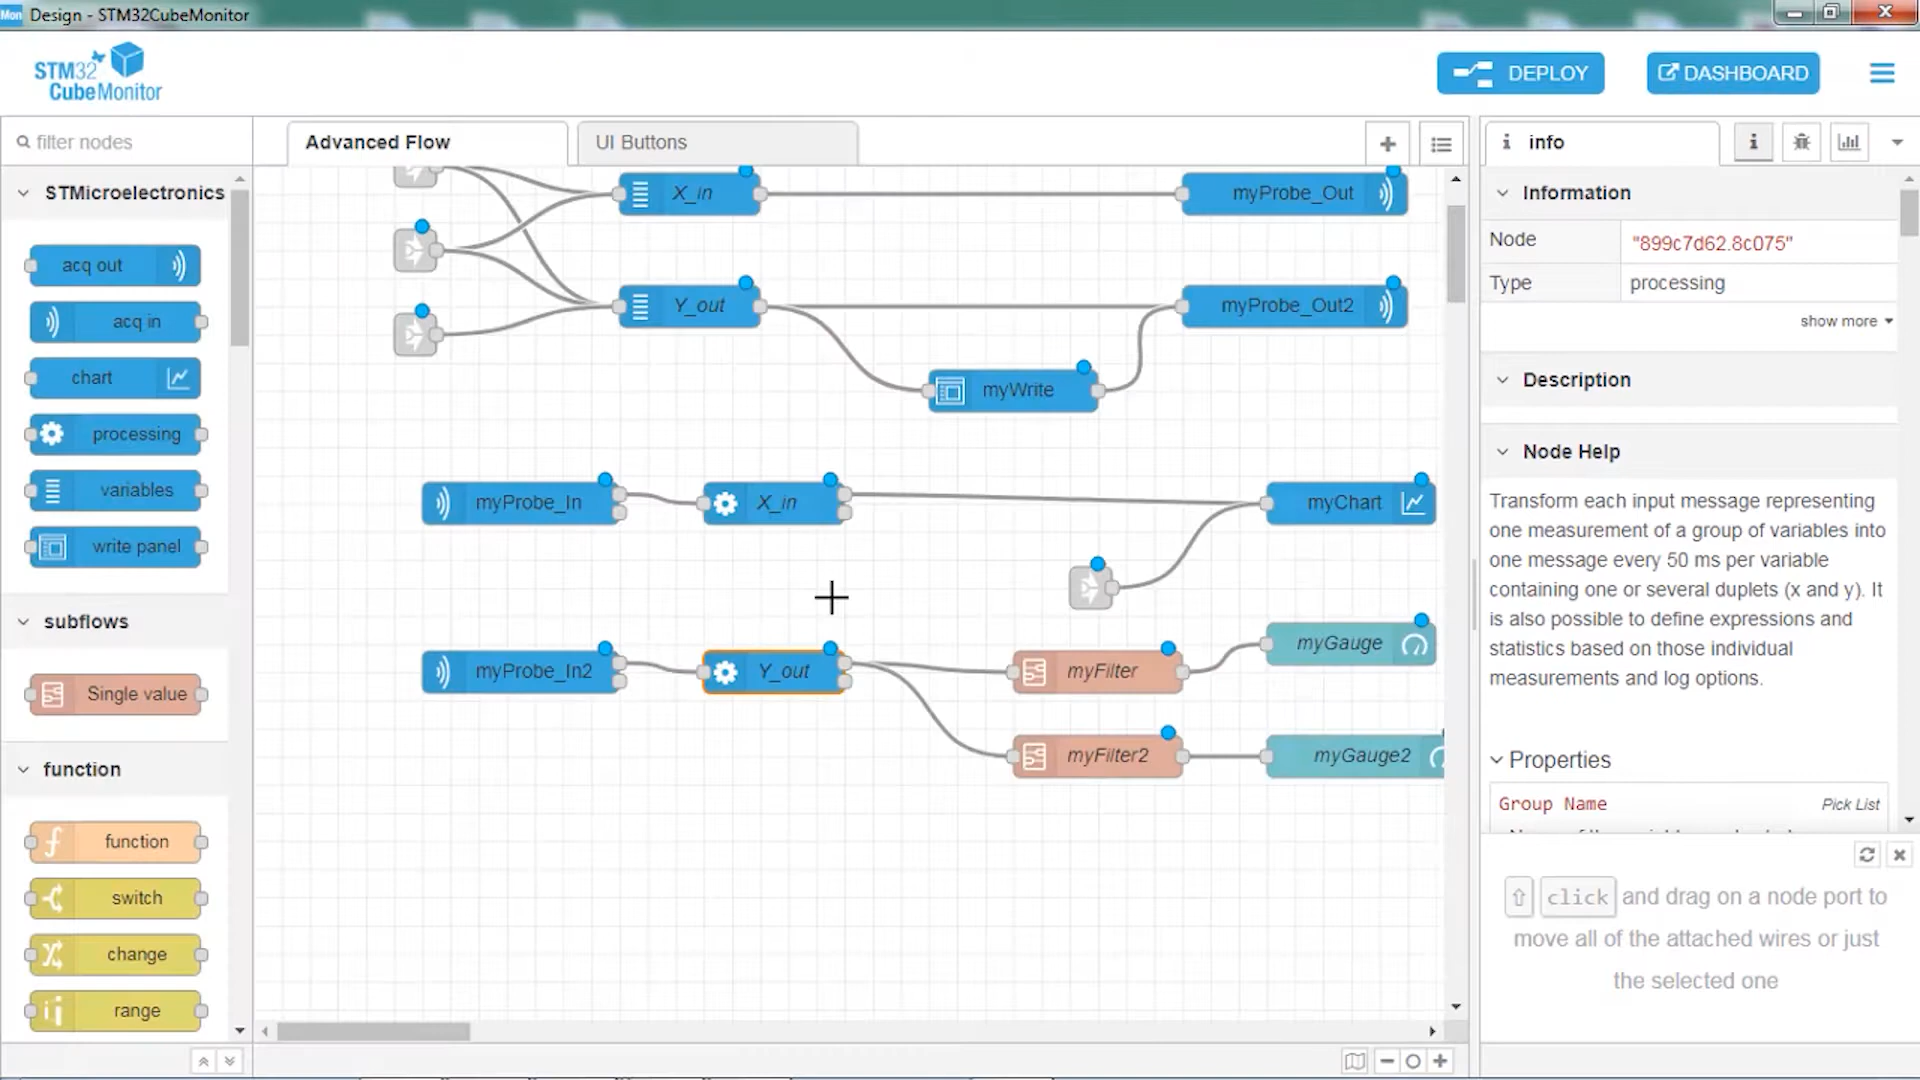 Mon Design - STM32CubeMonitor
STM32
CubeMonitor
DEPLOY
DASHBOARD
filter nodes
Advanced Flow
UI Buttons
i info
i
STMicroelectronics
acq out
acq in
chart
processing
variables
write panel
subflows
Single value
function
function
switch
change
range
X_in
myProbe_Out
Y_out
myProbe_Out2
myWrite
myProbe_In
X_in
myChart
myProbe_In2
Y_out
myFilter
myGauge
myFilter2
myGauge2
Information
Node "899c7d62.8c075"
Type processing
show more
Description
Node Help
Transform each input message representing
one measurement of a group of variables into
one message every 50 ms per variable
containing one or several duplets (x and y). It
is also possible to define expressions and
statistics based on those individual
measurements and log options.
Properties
Group Name Pick List
click and drag on a node port to
move all of the attached wires or just
the selected one